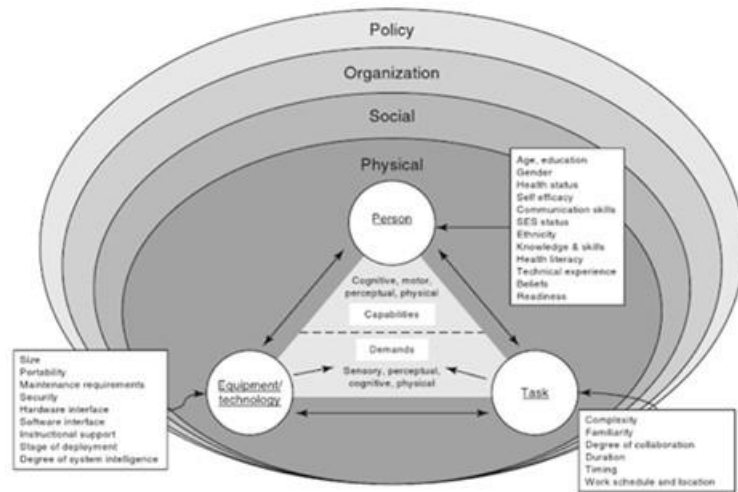 Policy
Organization
Social
Physical
Age, education
Gender
Health status
Self efficacy
Communication skills
SES status
Ethnicity
Knowledge & skills
Health literacy
Technical experience
Beliefs
Readiness
Person
Cognitive, motor,
perceptual, physical
Capabilities
Demands
Sensory, perceptual,
cognitive, physical
Size
Portability
Maintenance requirements
Security
Hardware interface
Software interface
Instructional support
Stage of deployment
Degree of system intelligence
Equipment/
technology
Task
Complexity
Familiarity
Degree of collaboration
Duration
Timing
Work schedule and location